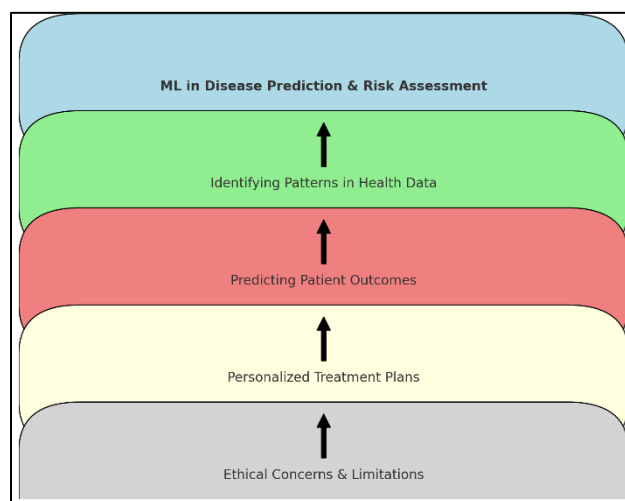 ML in Disease Prediction & Risk Assessment
Identifying Patterns in Health Data
Predicting Patient Outcomes
Personalized Treatment Plans
Ethical Concerns & Limitations